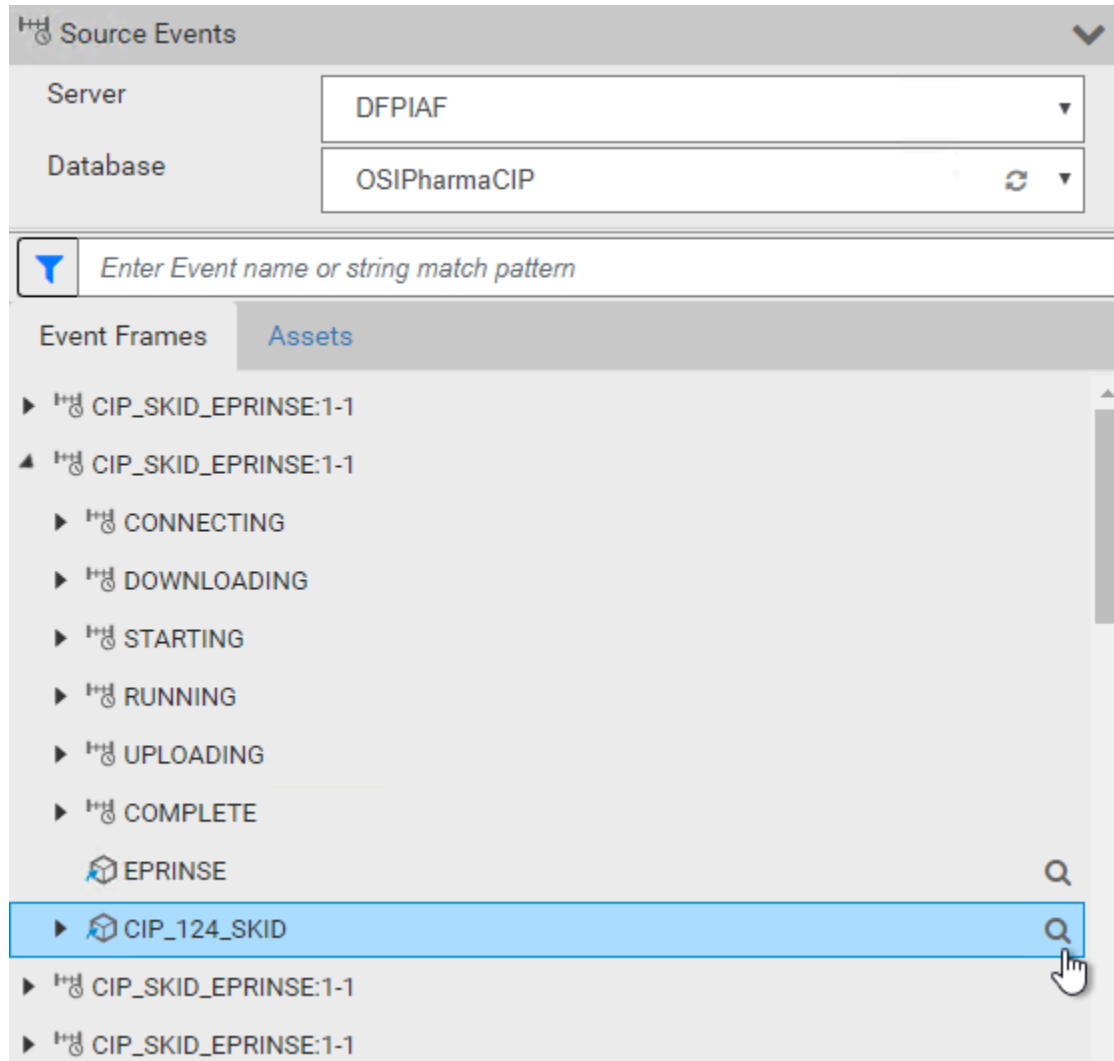 Source Events
Server DFPIAF
Database OSIPharmaCIP
Enter Event name or string match pattern
Event Frames Assets
CIP_SKID_EPRINSE:1-1
CIP_SKID_EPRINSE:1-1
CONNECTING
DOWNLOADING
STARTING
RUNNING
UPLOADING
COMPLETE
EPRINSE
CIP_124_SKID
CIP_SKID_EPRINSE:1-1
CIP_SKID_EPRINSE:1-1